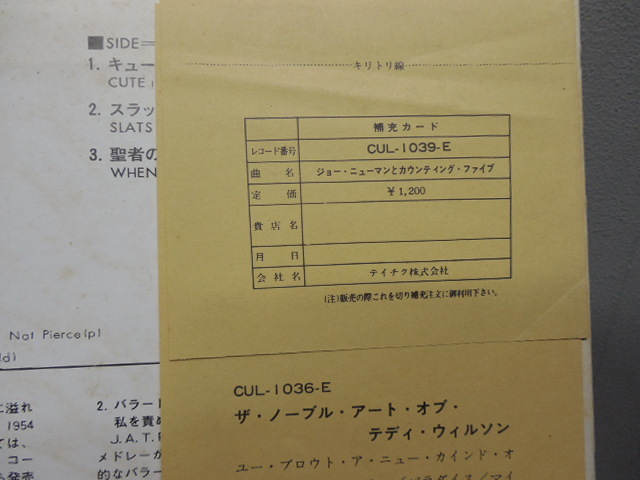 ■SIDE=
1. キュー
CUTE
2. スラッ
SLATS
3. 聖者の
WHEN
Nat Pierce(p)
d)
に溢れ
1954
ては、
コー
ら発売
2. バラード
私を責め
J.A.T.P
メドレーか
的なバラー
キリトリ線
補充カード
レコード番号 CUL-1039-E
曲名 ジョー・ニューマンとカウンティング・ファイブ
定価 ¥1,200
貴店名
月日
会社名 テイチク株式会社
(注)販売の際これを切り補充注文に御利用下さい。
CUL-1036-E
ザ・ノーブル・アート・オブ・
テディ・ウィルソン
ユー・ブロウト・ア・ニュー・カインド・オ